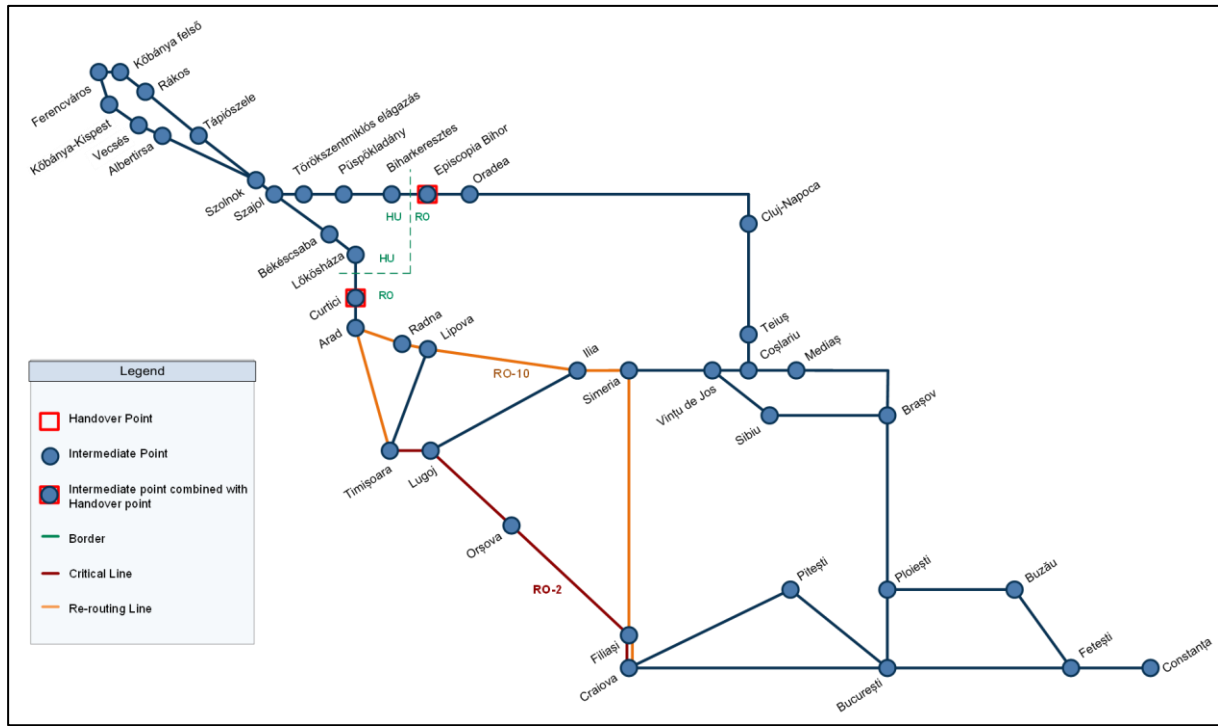 Kőbánya felső
Rákos
Ferencváros
Tápiószele
Kőbánya-Kispest
Vecsés
Albertirsa
Törökszentmiklós elágazás
Püspökladány
Biharkeresztes
Episcopia Bihor
Oradea
Szolnok
Szajol
HU
RO
Cluj-Napoca
Békéscsaba
HU
Lőkösháza
RO
Curtici
Arad
Radna
Lipova
Ilia
Teiuș
Coșlariu
Mediaș
RO-10
Simeria
Vințu de Jos
Sibiu
Brașov
Legend
Handover Point
Intermediate Point
Intermediate point combined with
Handover point
Border
Critical Line
Re-routing Line
Timișoara
Lugoj
Orșova
RO-2
Pitești
Ploiești
Buzău
Filiași
Craiova
București
Fetești
Constanța